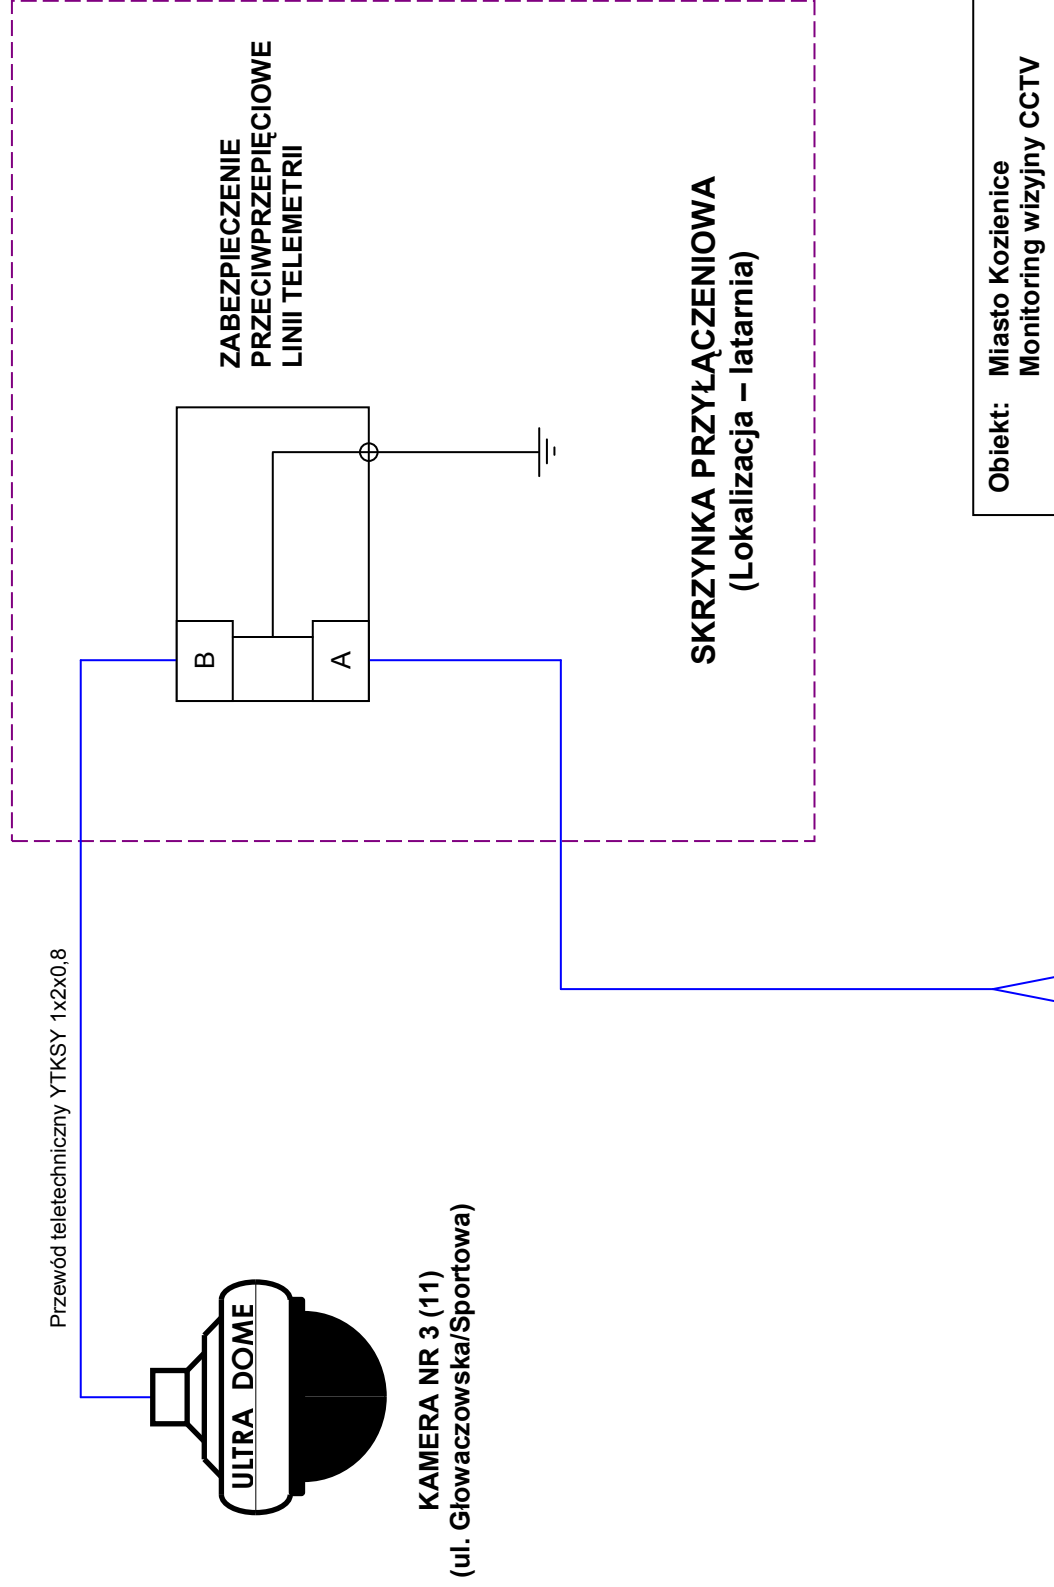 Przewód teletechniczny YTKSY 1x2x0,8
ULTRA DOME
KAMERA NR 3 (11)
(ul. Głowaczowska/Sportowa)
B
A
ZABEZPIECZENIE
PRZECIWPRZEPIĘCIOWE
LINII TELEMETRII
SKRZYNKA PRZYŁĄCZENIOWA
(Lokalizacja – latarnia)
Obiekt: Miasto Kozienice
Monitoring wizyjny CCTV